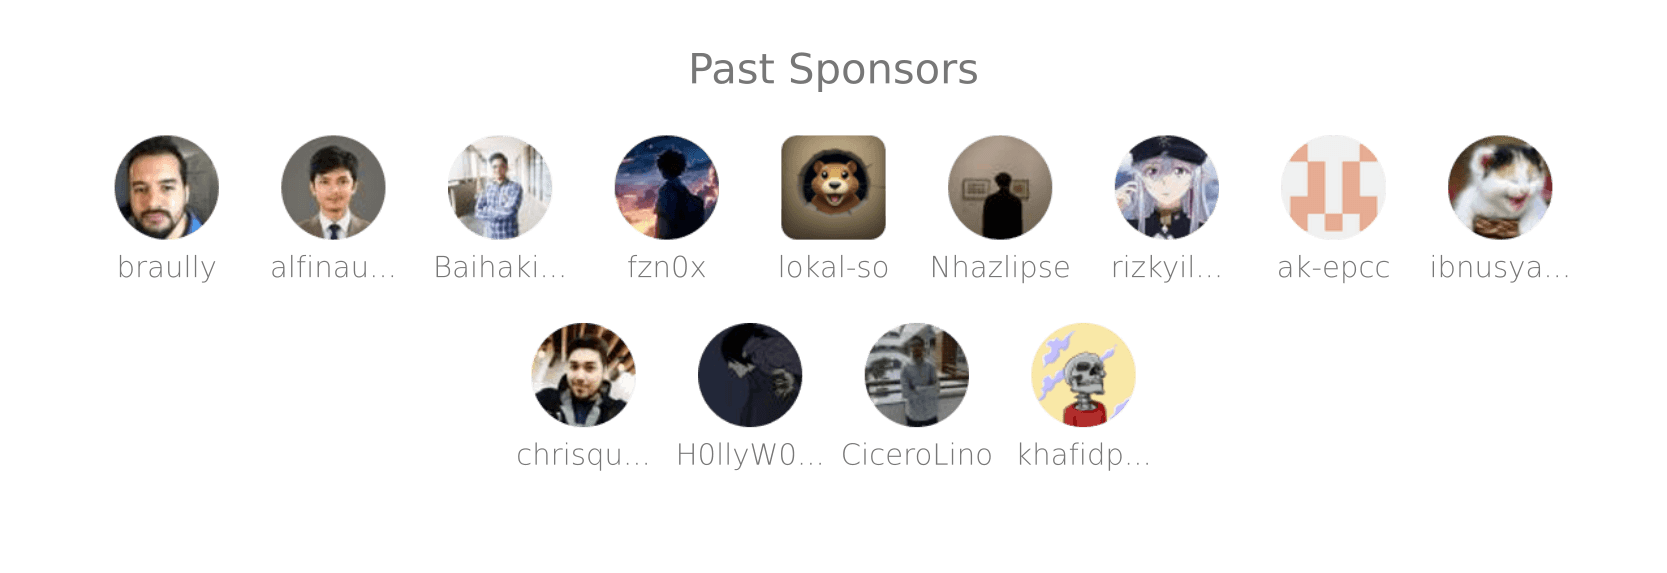 Past Sponsors
braully alfinau... Baihaki... fzn0x lokal-so Nhazlipse rizkyil... ak-epcc ibnusya...
chrisqu... H0llyW0... CiceroLino khafidp...